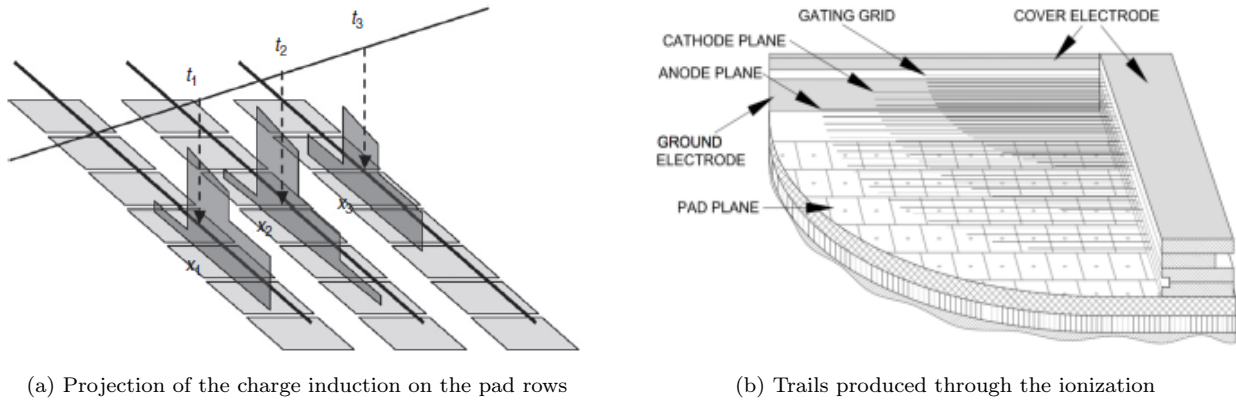 t1
t2
t3
x1
x2
x3
GATING GRID
COVER ELECTRODE
CATHODE PLANE
ANODE PLANE
GROUND
ELECTRODE
PAD PLANE
(a) Projection of the charge induction on the pad rows
(b) Trails produced through the ionization